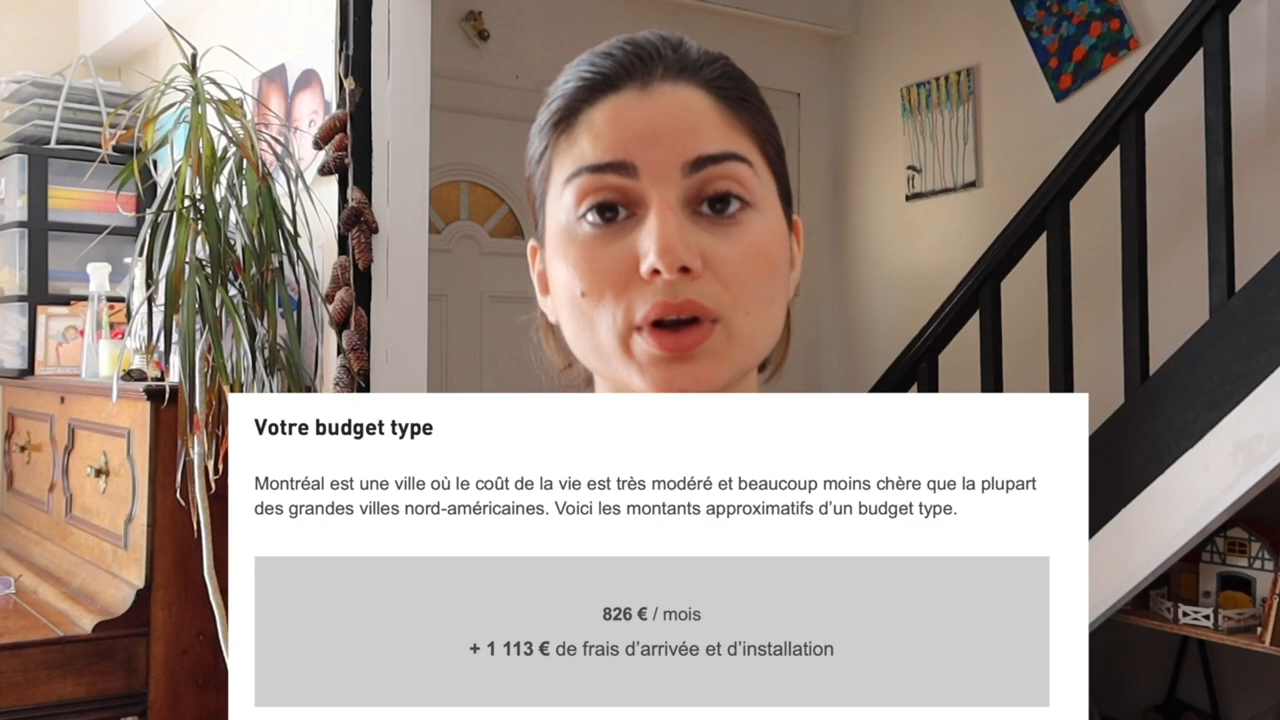 Votre budget type
Montréal est une ville où le coût de la vie est très modéré et beaucoup moins chère que la plupart
des grandes villes nord-américaines. Voici les montants approximatifs d’un budget type.
826 € / mois
+ 1 113 € de frais d’arrivée et d’installation